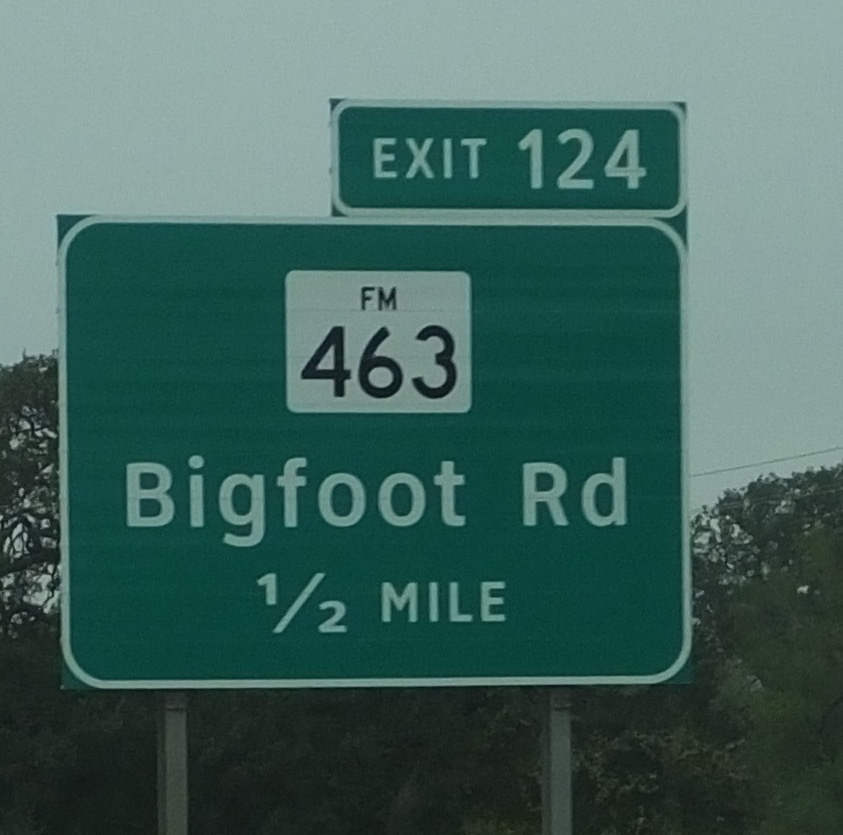 EXIT 124
FM
463
Bigfoot Rd
1/2 MILE